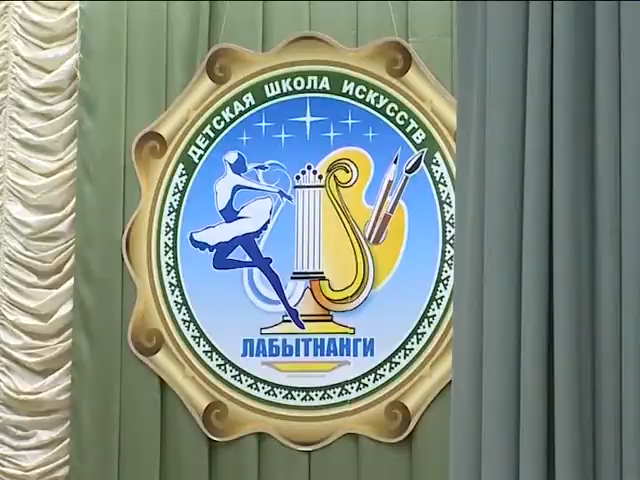 ДЕТСКАЯ ШКОЛА ИСКУССТВ
ЛАБЫТНАНГИ